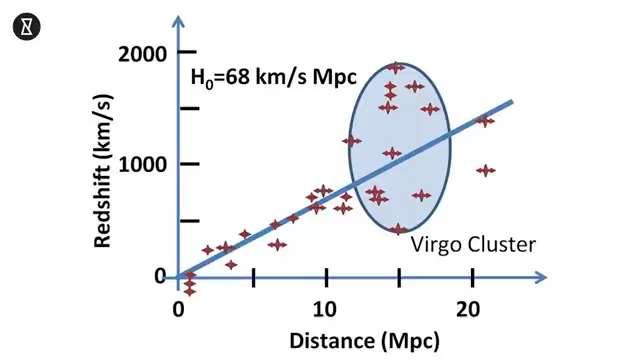 2000
H₀=68 km/s Mpc
Redshift (km/s)
1000
Virgo Cluster
0
0
10
20
Distance (Mpc)